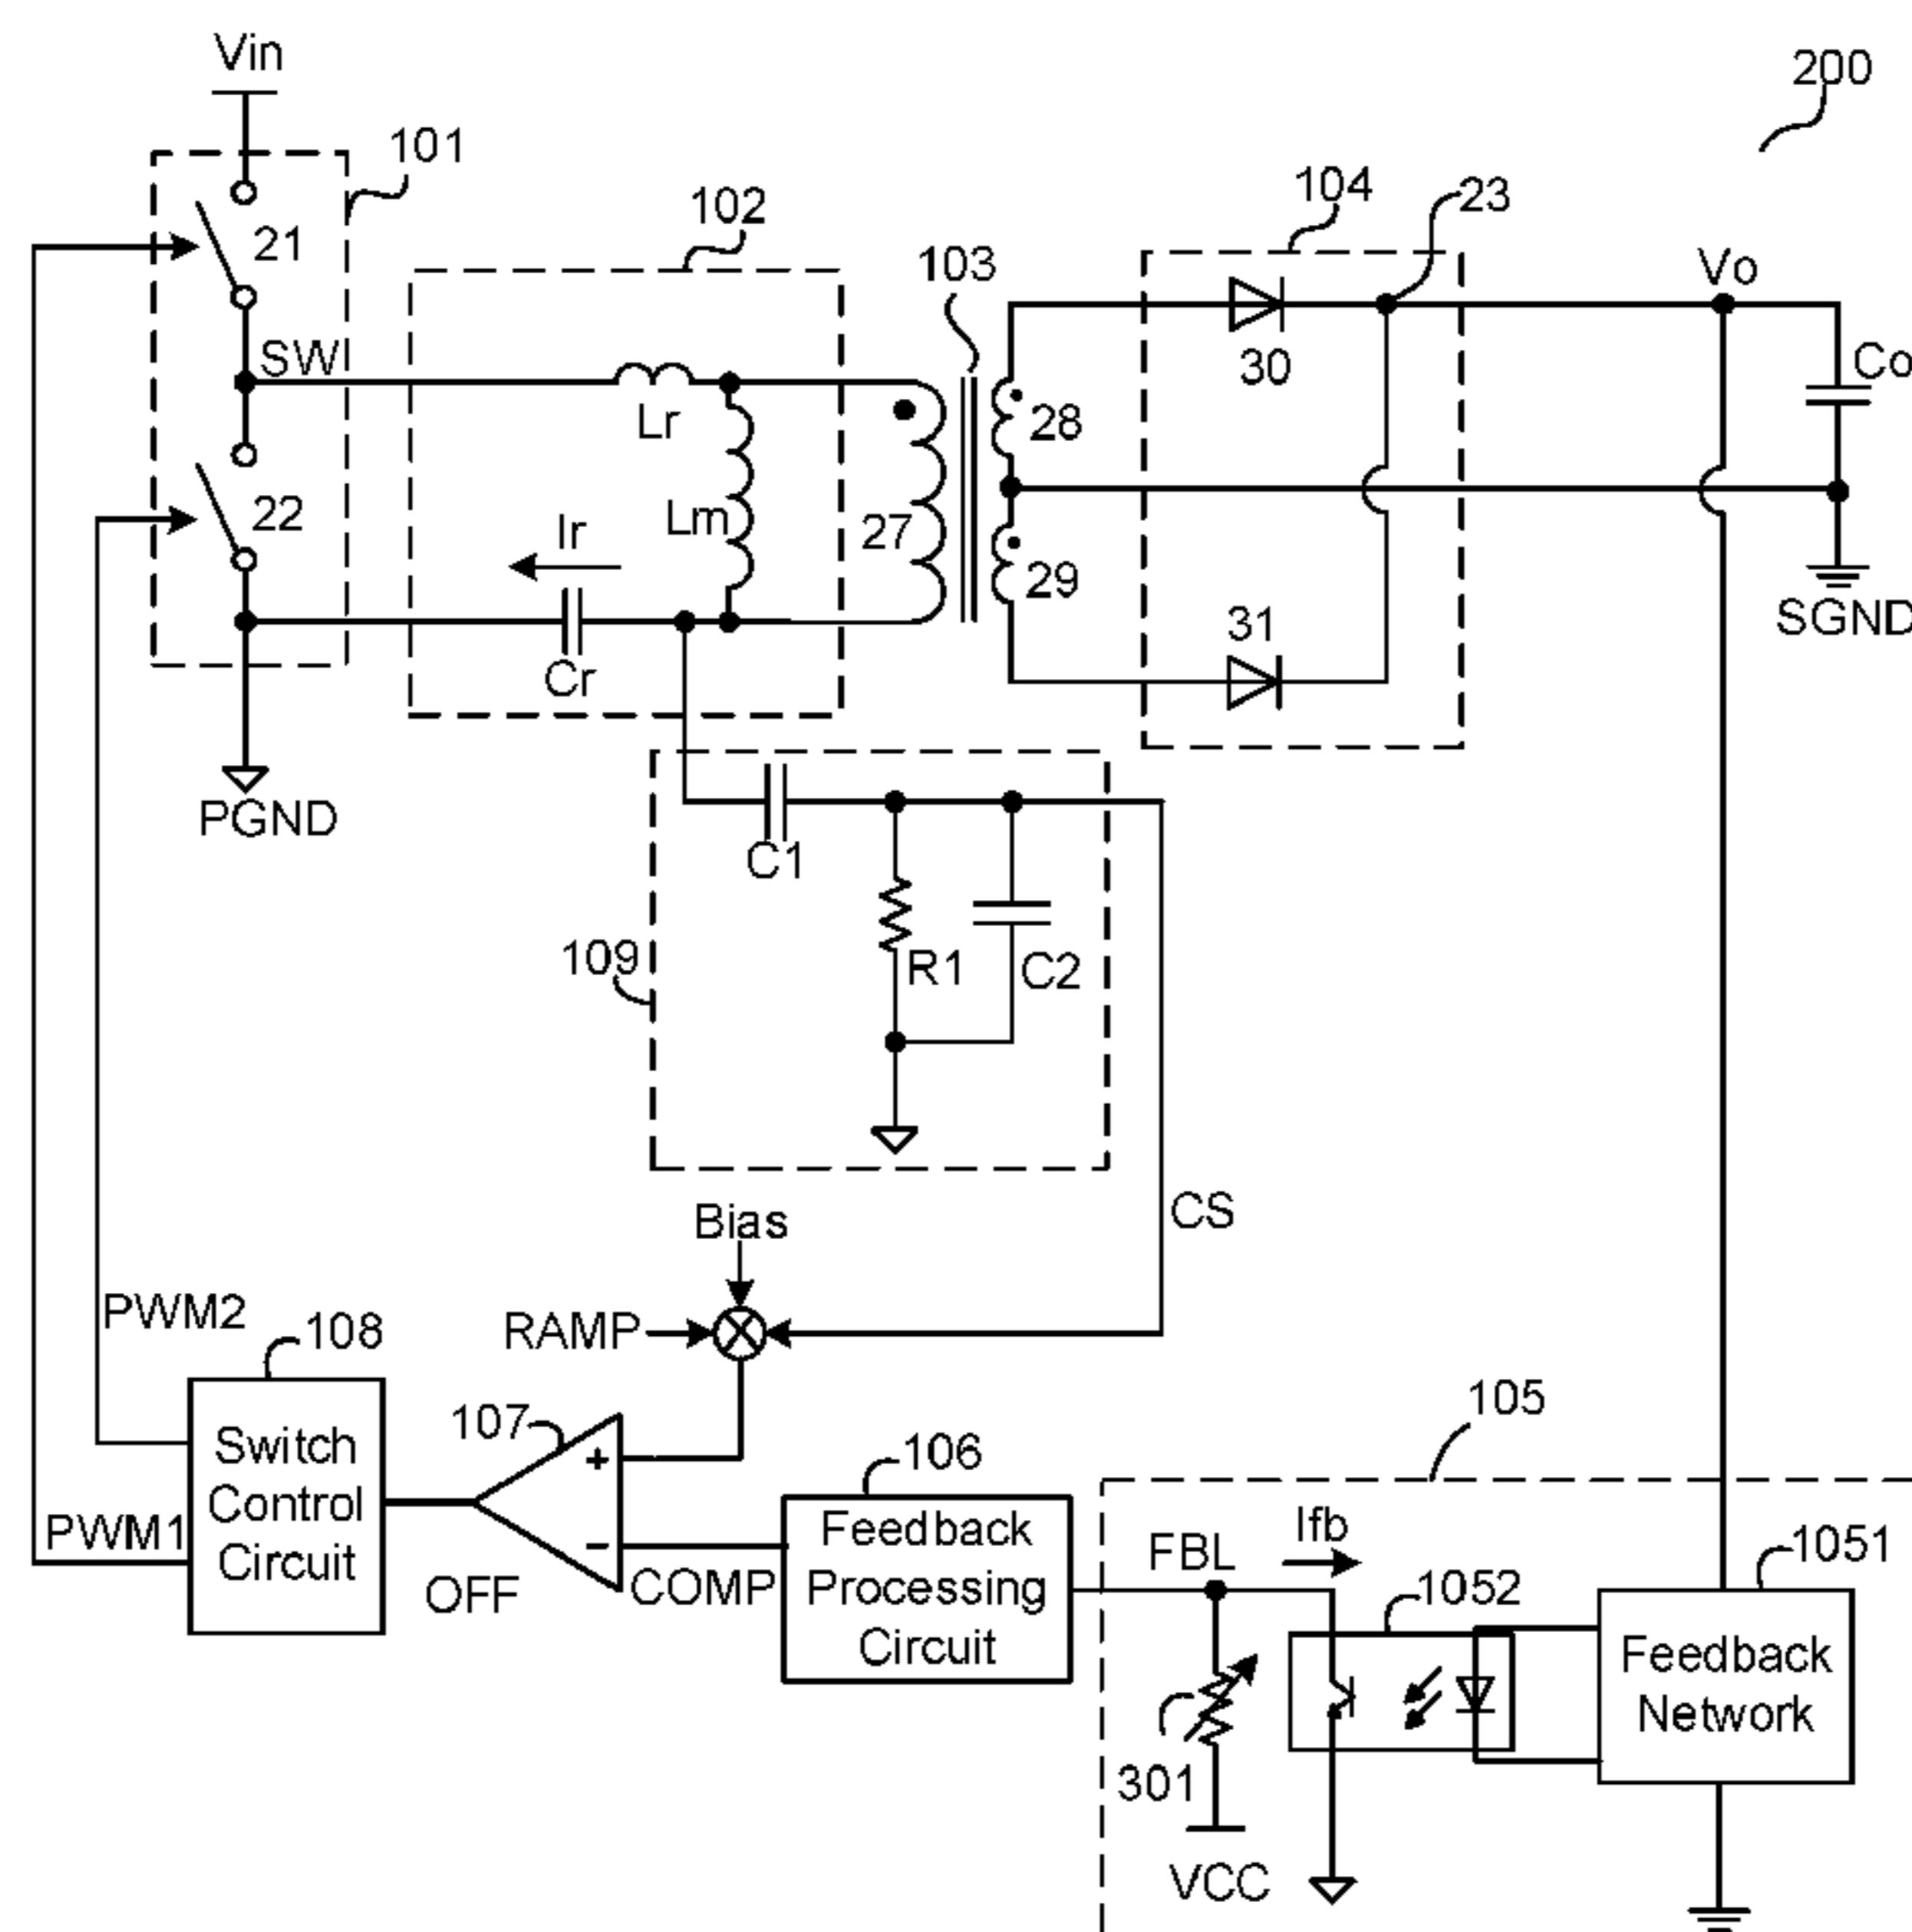 Vin
200
101
104
23
21
102
103
Vo
SW
30
Co
Lr
28
22
Ir
Lm
27
29
31
SGND
Cr
PGND
C1
109
R1
C2
Bias
CS
PWM2
108
RAMP
105
107
106
Switch
Control
Circuit
+
−
Feedback
Processing
Circuit
PWM1
OFF
COMP
FBL
Ifb
1051
1052
Feedback
Network
301
VCC